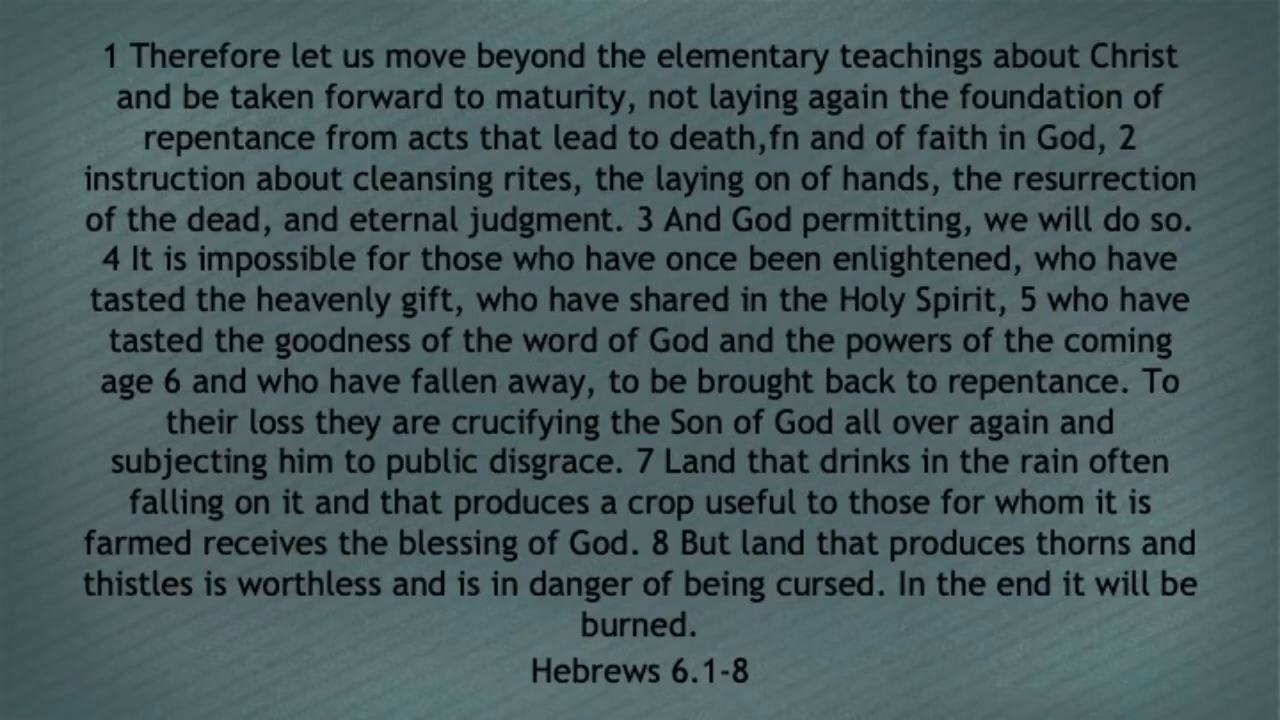 1 Therefore let us move beyond the elementary teachings about Christ
and be taken forward to maturity, not laying again the foundation of
repentance from acts that lead to death,fn and of faith in God, 2
instruction about cleansing rites, the laying on of hands, the resurrection
of the dead, and eternal judgment. 3 And God permitting, we will do so.
4 It is impossible for those who have once been enlightened, who have
tasted the heavenly gift, who have shared in the Holy Spirit, 5 who have
tasted the goodness of the word of God and the powers of the coming
age 6 and who have fallen away, to be brought back to repentance. To
their loss they are crucifying the Son of God all over again and
subjecting him to public disgrace. 7 Land that drinks in the rain often
falling on it and that produces a crop useful to those for whom it is
farmed receives the blessing of God. 8 But land that produces thorns and
thistles is worthless and is in danger of being cursed. In the end it will be
burned.
Hebrews 6.1-8